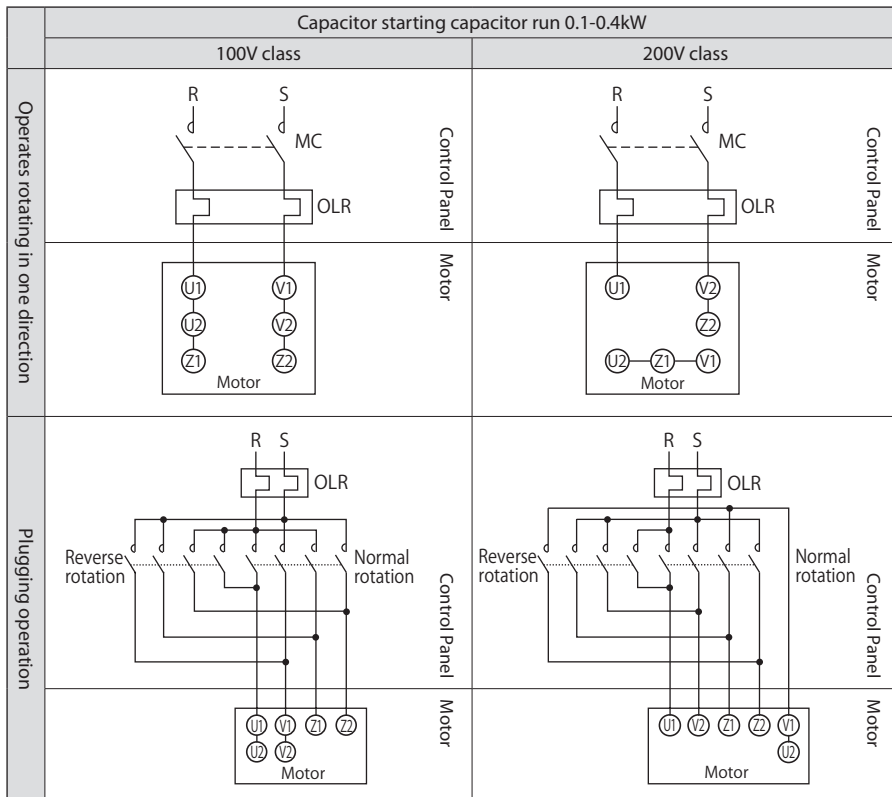 Capacitor starting capacitor run 0.1-0.4kW
100V class
200V class
Operates rotating in one direction
R S
MC
OLR
Control Panel
Motor
U1 V1
U2 V2
Z1 Z2
Motor
R S
MC
OLR
Control Panel
Motor
U1 V2
Z2
U2 Z1 V1
Motor
Plugging operation
R S
OLR
Reverse
rotation
Normal
rotation
Control Panel
Motor
U1 V1 Z1 Z2
U2 V2
Motor
R S
OLR
Reverse
rotation
Normal
rotation
Control Panel
Motor
U1 V2 Z1 Z2 V1
U2
Motor